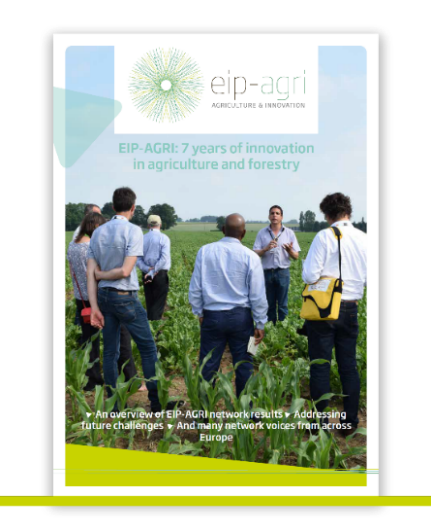 eip-agri
AGRICULTURE & INNOVATION
EIP-AGRI: 7 years of innovation
in agriculture and forestry
▾ An overview of EIP-AGRI network results ▾ Addressing
future challenges ▾ And many network voices from across
Europe